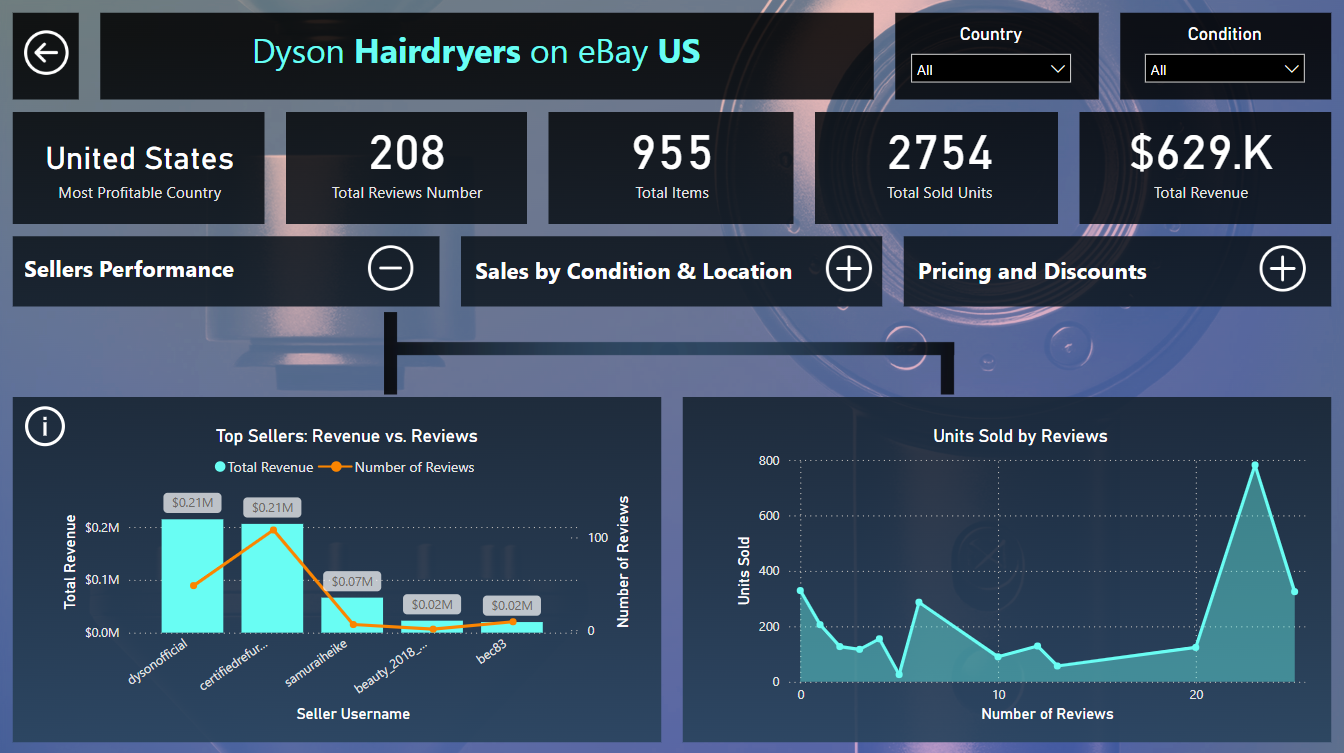 Dyson Hairdryers on eBay US
Country
All
Condition
All
United States
Most Profitable Country
208
Total Reviews Number
955
Total Items
2754
Total Sold Units
$629.K
Total Revenue
Sellers Performance
Sales by Condition & Location
Pricing and Discounts
i
Top Sellers: Revenue vs. Reviews
Total Revenue
Number of Reviews
Total Revenue
$0.2M
$0.1M
$0.0M
$0.21M
$0.21M
$0.07M
$0.02M
$0.02M
100
0
Number of Reviews
dysonofficial
certifiedrefur...
samuraiheike
beauty_2018_...
bec83
Seller Username
Units Sold by Reviews
Units Sold
800
600
400
200
0
0
10
20
Number of Reviews